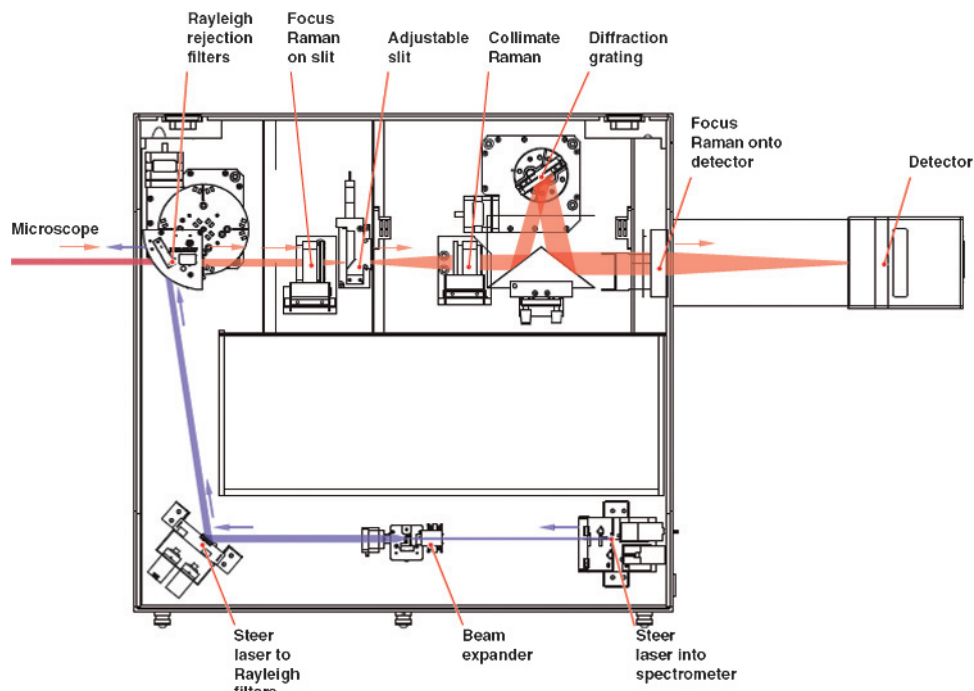 Rayleigh
rejection
filters
Focus
Raman
on slit
Adjustable
slit
Collimate
Raman
Diffraction
grating
Focus
Raman onto
detector
Detector
Microscope
Steer
laser to
Rayleigh
filters
Beam
expander
Steer
laser into
spectrometer